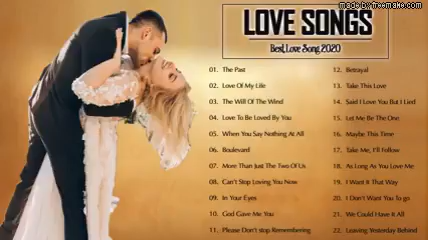 made by freemake.com
LOVE SONGS
Best Love Song 2020
01. The Past
02. Love Of My Life
03. The Will Of The Wind
04. Love To Be Loved By You
05. When You Say Nothing At All
06. Boulevard
07. More Than Just The Two Of Us
08. Can't Stop Loving You Now
09. In Your Eyes
10. God Gave Me You
11. Please Don't stop Remembering
12. Betrayal
13. Take This Love
14. Said I Love You But I Lied
15. Let Me Be The One
16. Maybe This Time
17. Take Me, I'll Follow
18. As Long As You Love Me
19. I Want It That Way
20. I Don't Want You To go
21. We Could Have It All
22. Leaving Yesterday Behind